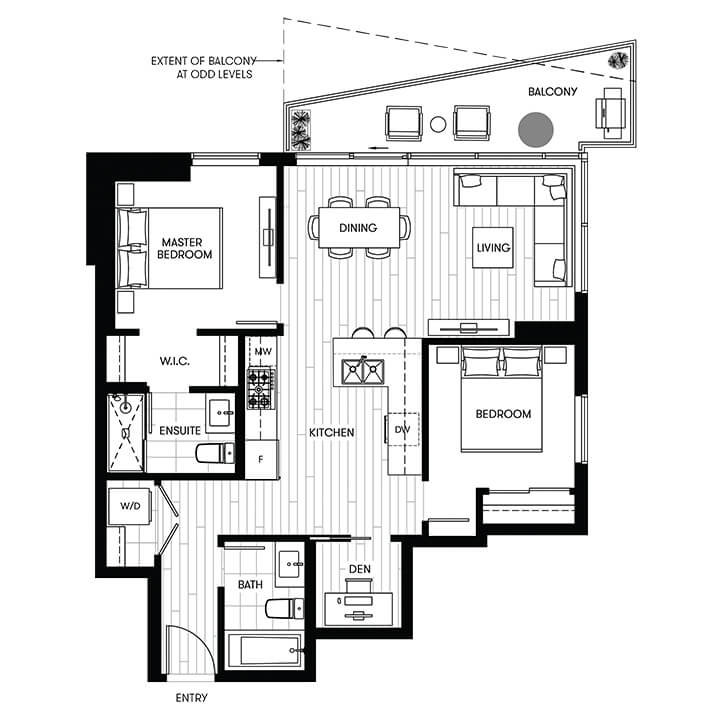 EXTENT OF BALCONY
AT ODD LEVELS
BALCONY
DINING
MASTER
BEDROOM
LIVING
MW
W.I.C.
BEDROOM
ENSUITE
KITCHEN
DW
F
W/D
DEN
BATH
ENTRY